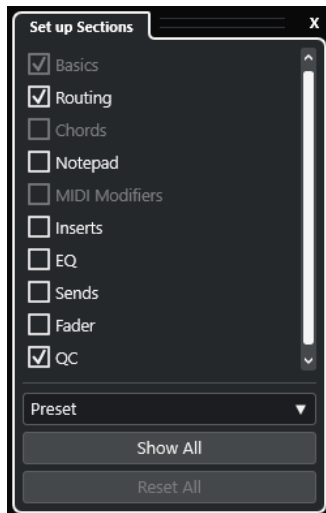 Set up Sections X
Basics
Routing
Chords
Notepad
MIDI Modifiers
Inserts
EQ
Sends
Fader
QC
Preset
Show All
Reset All